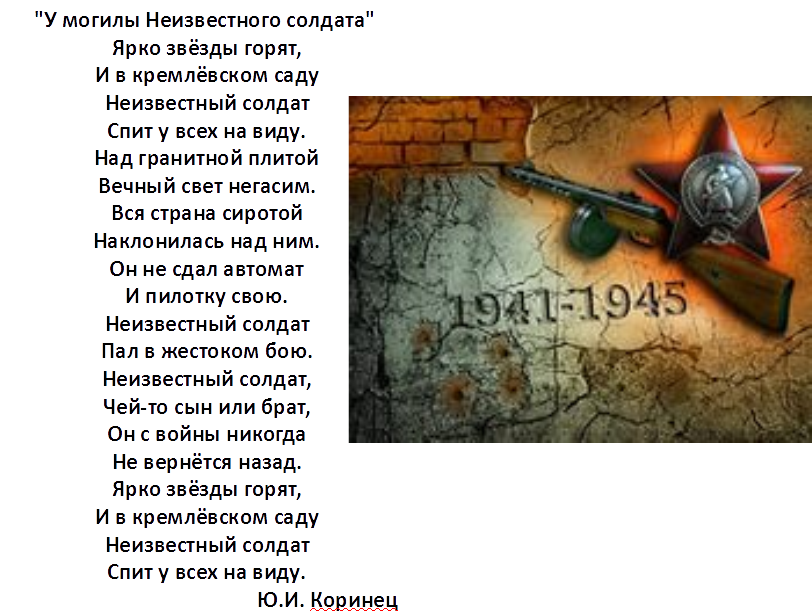 "У могилы Неизвестного солдата"
Ярко звёзды горят,
И в кремлёвском саду
Неизвестный солдат
Спит у всех на виду.
Над гранитной плитой
Вечный свет негасим.
Вся страна сиротой
Наклонилась над ним.
Он не сдал автомат
И пилотку свою.
Неизвестный солдат
Пал в жестоком бою.
Неизвестный солдат,
Чей-то сын или брат,
Он с войны никогда
Не вернётся назад.
Ярко звёзды горят,
И в кремлёвском саду
Неизвестный солдат
Спит у всех на виду.
Ю.И. Коринец
1941-1945